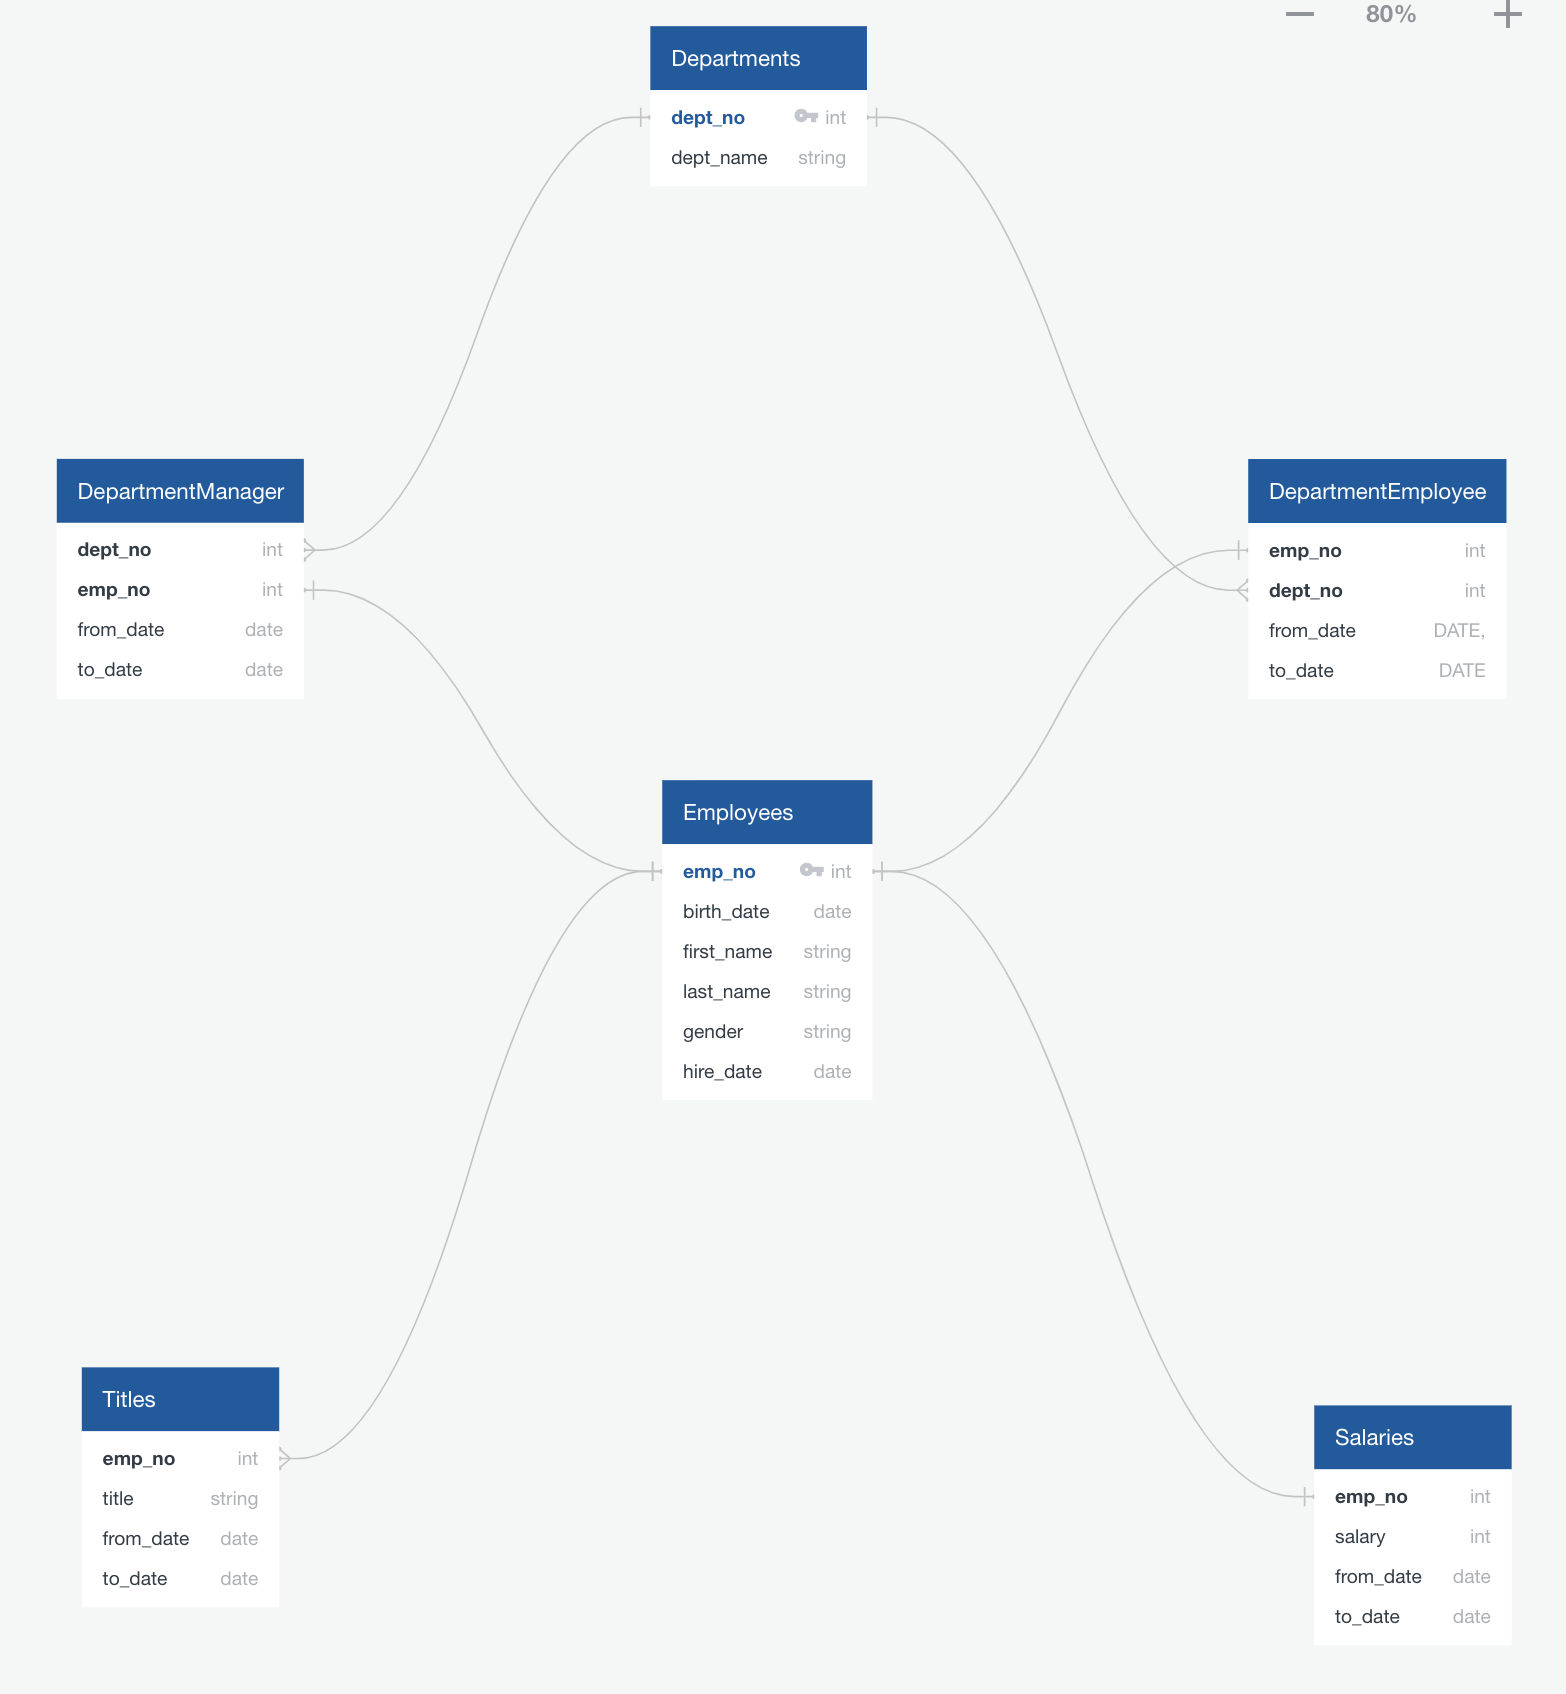 80%
Departments
dept_no int
dept_name string
DepartmentManager
dept_no int
emp_no int
from_date date
to_date date
DepartmentEmployee
emp_no int
dept_no int
from_date DATE,
to_date DATE
Employees
emp_no int
birth_date date
first_name string
last_name string
gender string
hire_date date
Titles
emp_no int
title string
from_date date
to_date date
Salaries
emp_no int
salary int
from_date date
to_date date